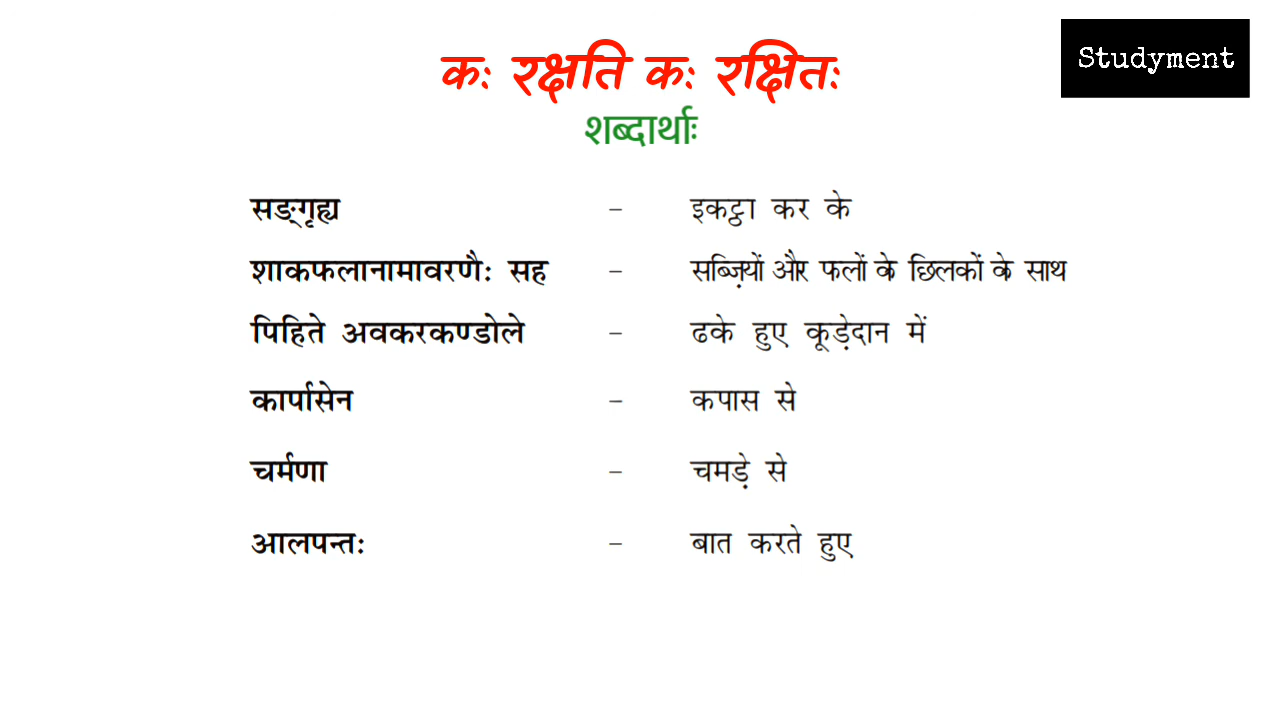 कः रक्षति कः रक्षितः
Studyment
शब्दार्थाः
सङ्गृह्य - इकट्ठा कर के
शाकफलानामावरणैः सह - सब्ज़ियों और फलों के छिलकों के साथ
पिहिते अवकरकण्डोले - ढके हुए कूड़ेदान में
कार्पासेन - कपास से
चर्मणा - चमड़े से
आलपन्तः - बात करते हुए